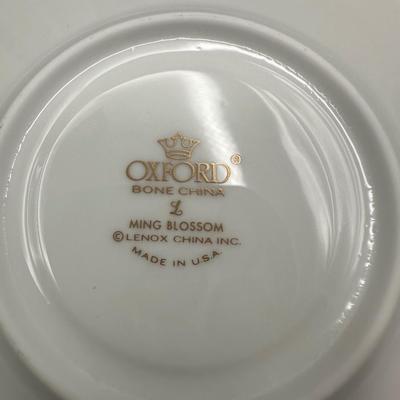 OXFORD®
BONE CHINA
L
MING BLOSSOM
© LENOX CHINA INC.
MADE IN U.S.A.